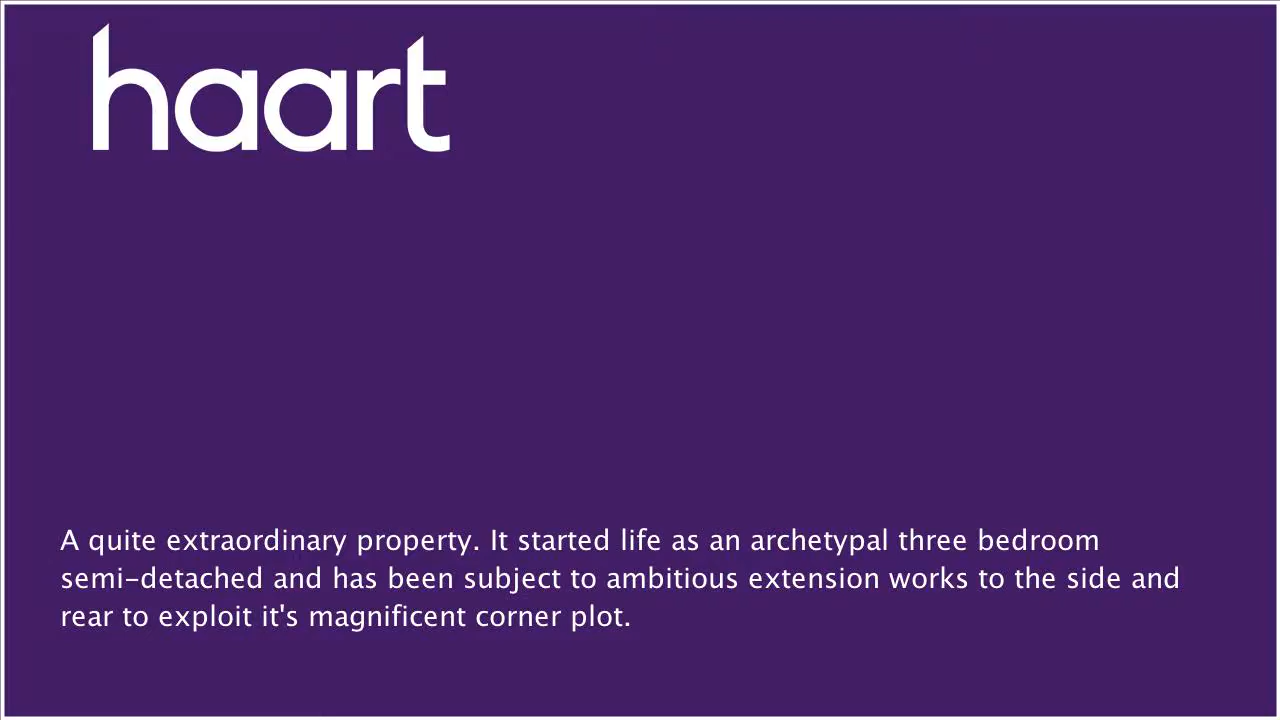 haart
A quite extraordinary property. It started life as an archetypal three bedroom
semi-detached and has been subject to ambitious extension works to the side and
rear to exploit it's magnificent corner plot.